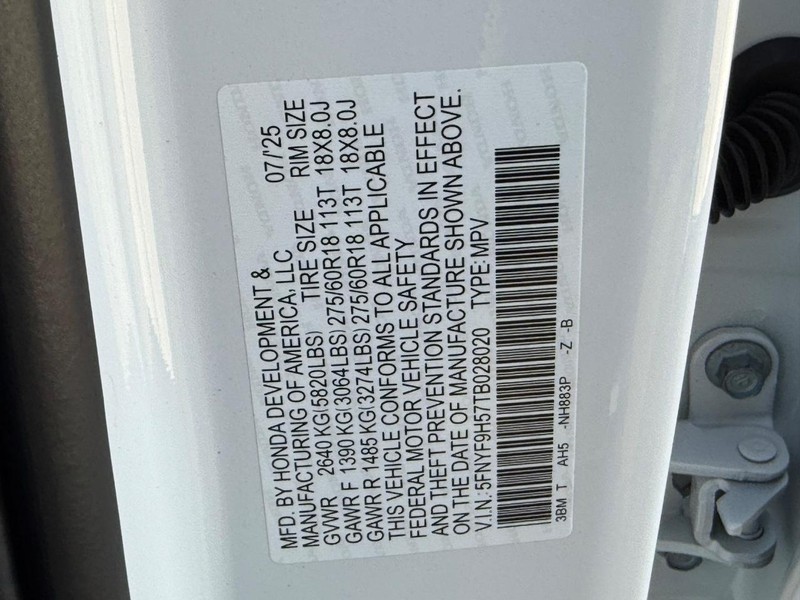 MFD. BY HONDA DEVELOPMENT &
MANUFACTURING OF AMERICA, LLC 07/'25
GVWR 2640 KG(5820LBS) TIRE SIZE RIM SIZE
GAWR F 1390 KG(3064LBS) 275/60R18 113T 18X8.0J
GAWR R 1485 KG(3274LBS) 275/60R18 113T 18X8.0J
THIS VEHICLE CONFORMS TO ALL APPLICABLE
FEDERAL MOTOR VEHICLE SAFETY
AND THEFT PREVENTION STANDARDS IN EFFECT
ON THE DATE OF MANUFACTURE SHOWN ABOVE.
V.I.N.: 5FNYF9H57TB028020 TYPE: MPV
3BM T AH5 -NH883P -Z -B